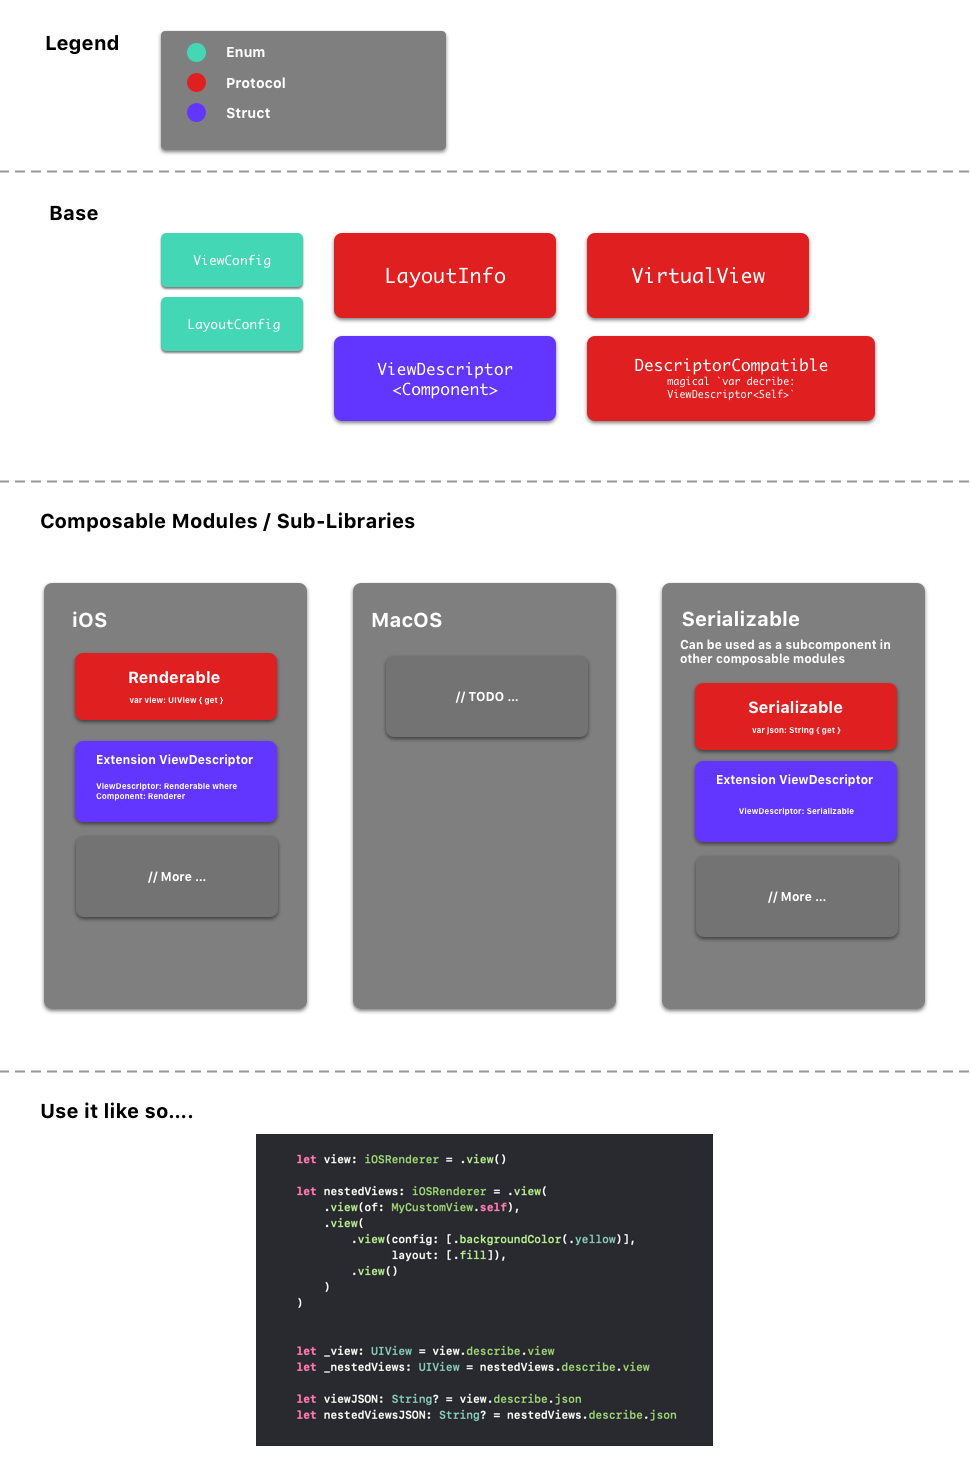 Legend
Enum
Protocol
Struct
Base
ViewConfig
LayoutConfig
LayoutInfo
VirtualView
ViewDescriptor
<Component>
DescriptorCompatible
magical `var decribe:
ViewDescriptor<Self>`
Composable Modules / Sub-Libraries
iOS
Renderable
var view: UIView { get }
Extension ViewDescriptor
ViewDescriptor: Renderable where
Component: Renderer
// More ...
MacOS
// TODO ...
Serializable
Can be used as a subcomponent in
other composable modules
Serializable
var json: String { get }
Extension ViewDescriptor
ViewDescriptor: Serializable
// More ...
Use it like so....
let view: iOSRenderer = .view()
let nestedViews: iOSRenderer = .view(
    .view(of: MyCustomView.self),
    .view(
        .view(config: [.backgroundColor(.yellow)],
              layout: [.fill]),
        .view()
    )
)
let _view: UIView = view.describe.view
let _nestedViews: UIView = nestedViews.describe.view
let viewJSON: String? = view.describe.json
let nestedViewsJSON: String? = nestedViews.describe.json